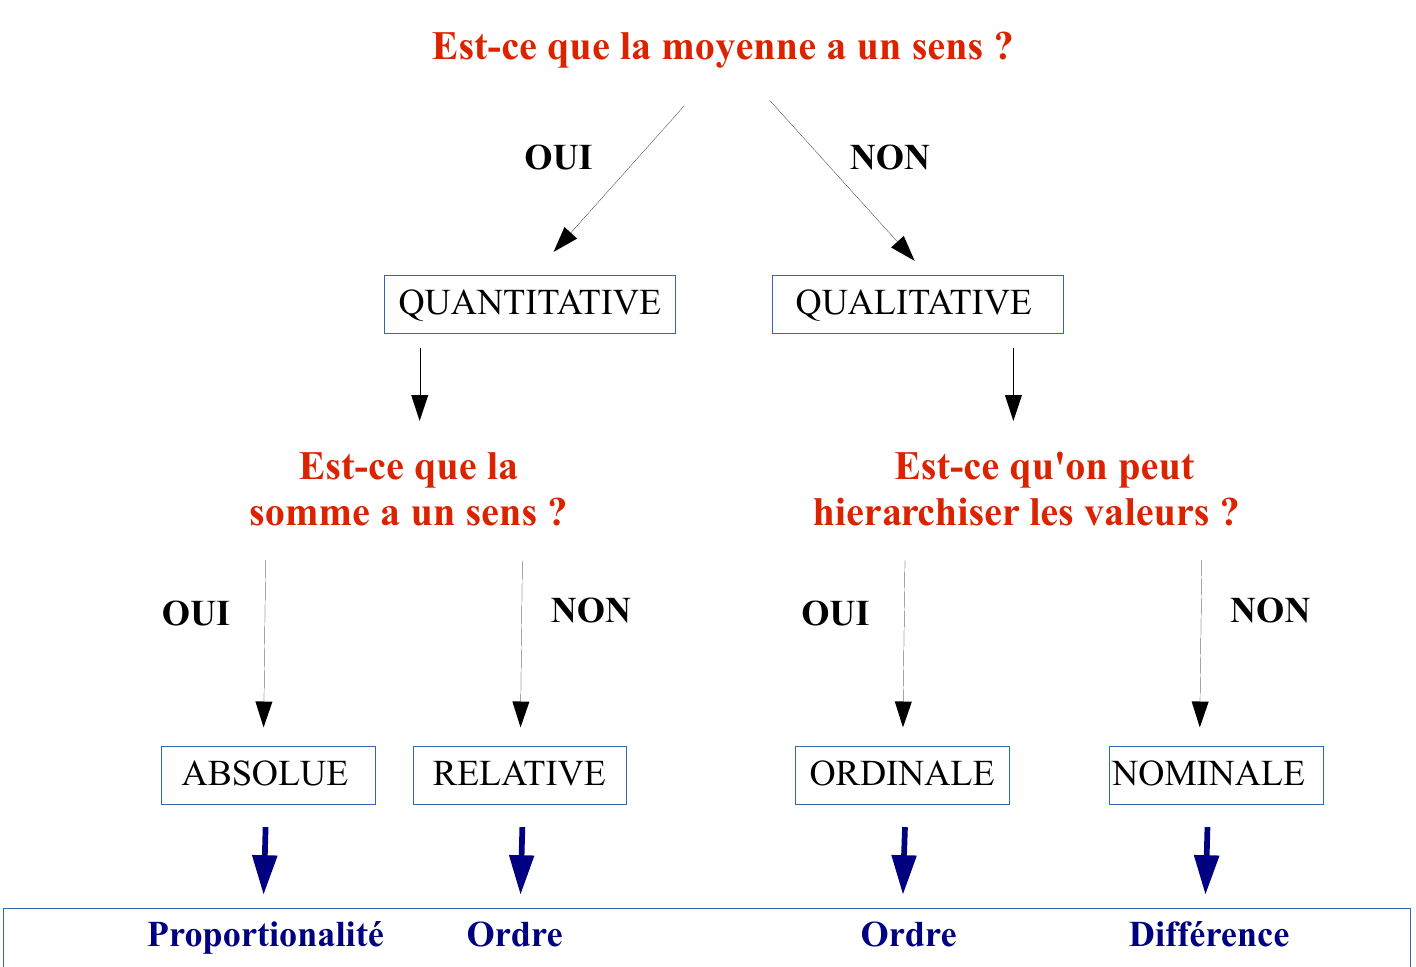 Est-ce que la moyenne a un sens ?
OUI
NON
QUANTITATIVE
QUALITATIVE
Est-ce que la
somme a un sens ?
Est-ce qu'on peut
hierarchiser les valeurs ?
OUI
NON
OUI
NON
ABSOLUE
RELATIVE
ORDINALE
NOMINALE
Proportionalité
Ordre
Ordre
Différence